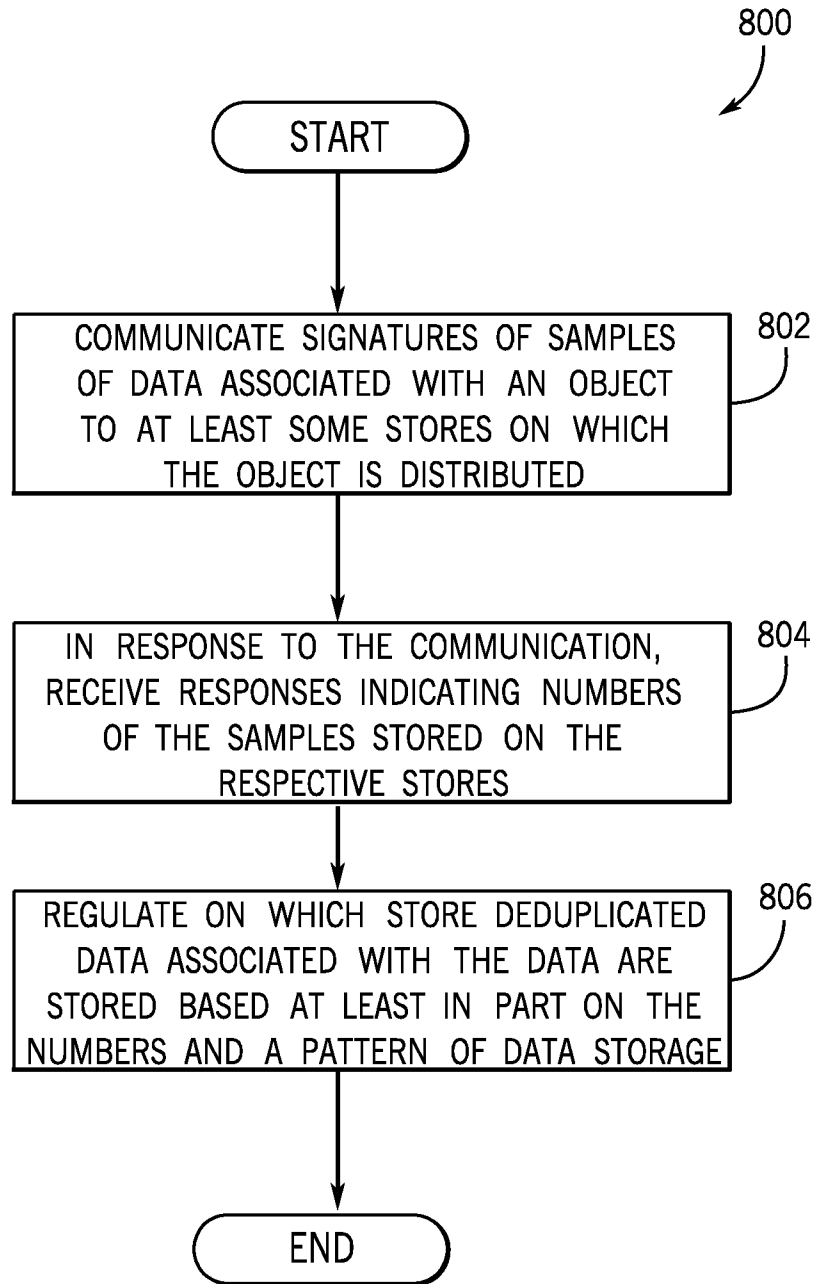 800
START
COMMUNICATE SIGNATURES OF SAMPLES
OF DATA ASSOCIATED WITH AN OBJECT
TO AT LEAST SOME STORES ON WHICH
THE OBJECT IS DISTRIBUTED
802
IN RESPONSE TO THE COMMUNICATION,
RECEIVE RESPONSES INDICATING NUMBERS
OF THE SAMPLES STORED ON THE
RESPECTIVE STORES
804
REGULATE ON WHICH STORE DEDUPLICATED
DATA ASSOCIATED WITH THE DATA ARE
STORED BASED AT LEAST IN PART ON THE
NUMBERS AND A PATTERN OF DATA STORAGE
806
END